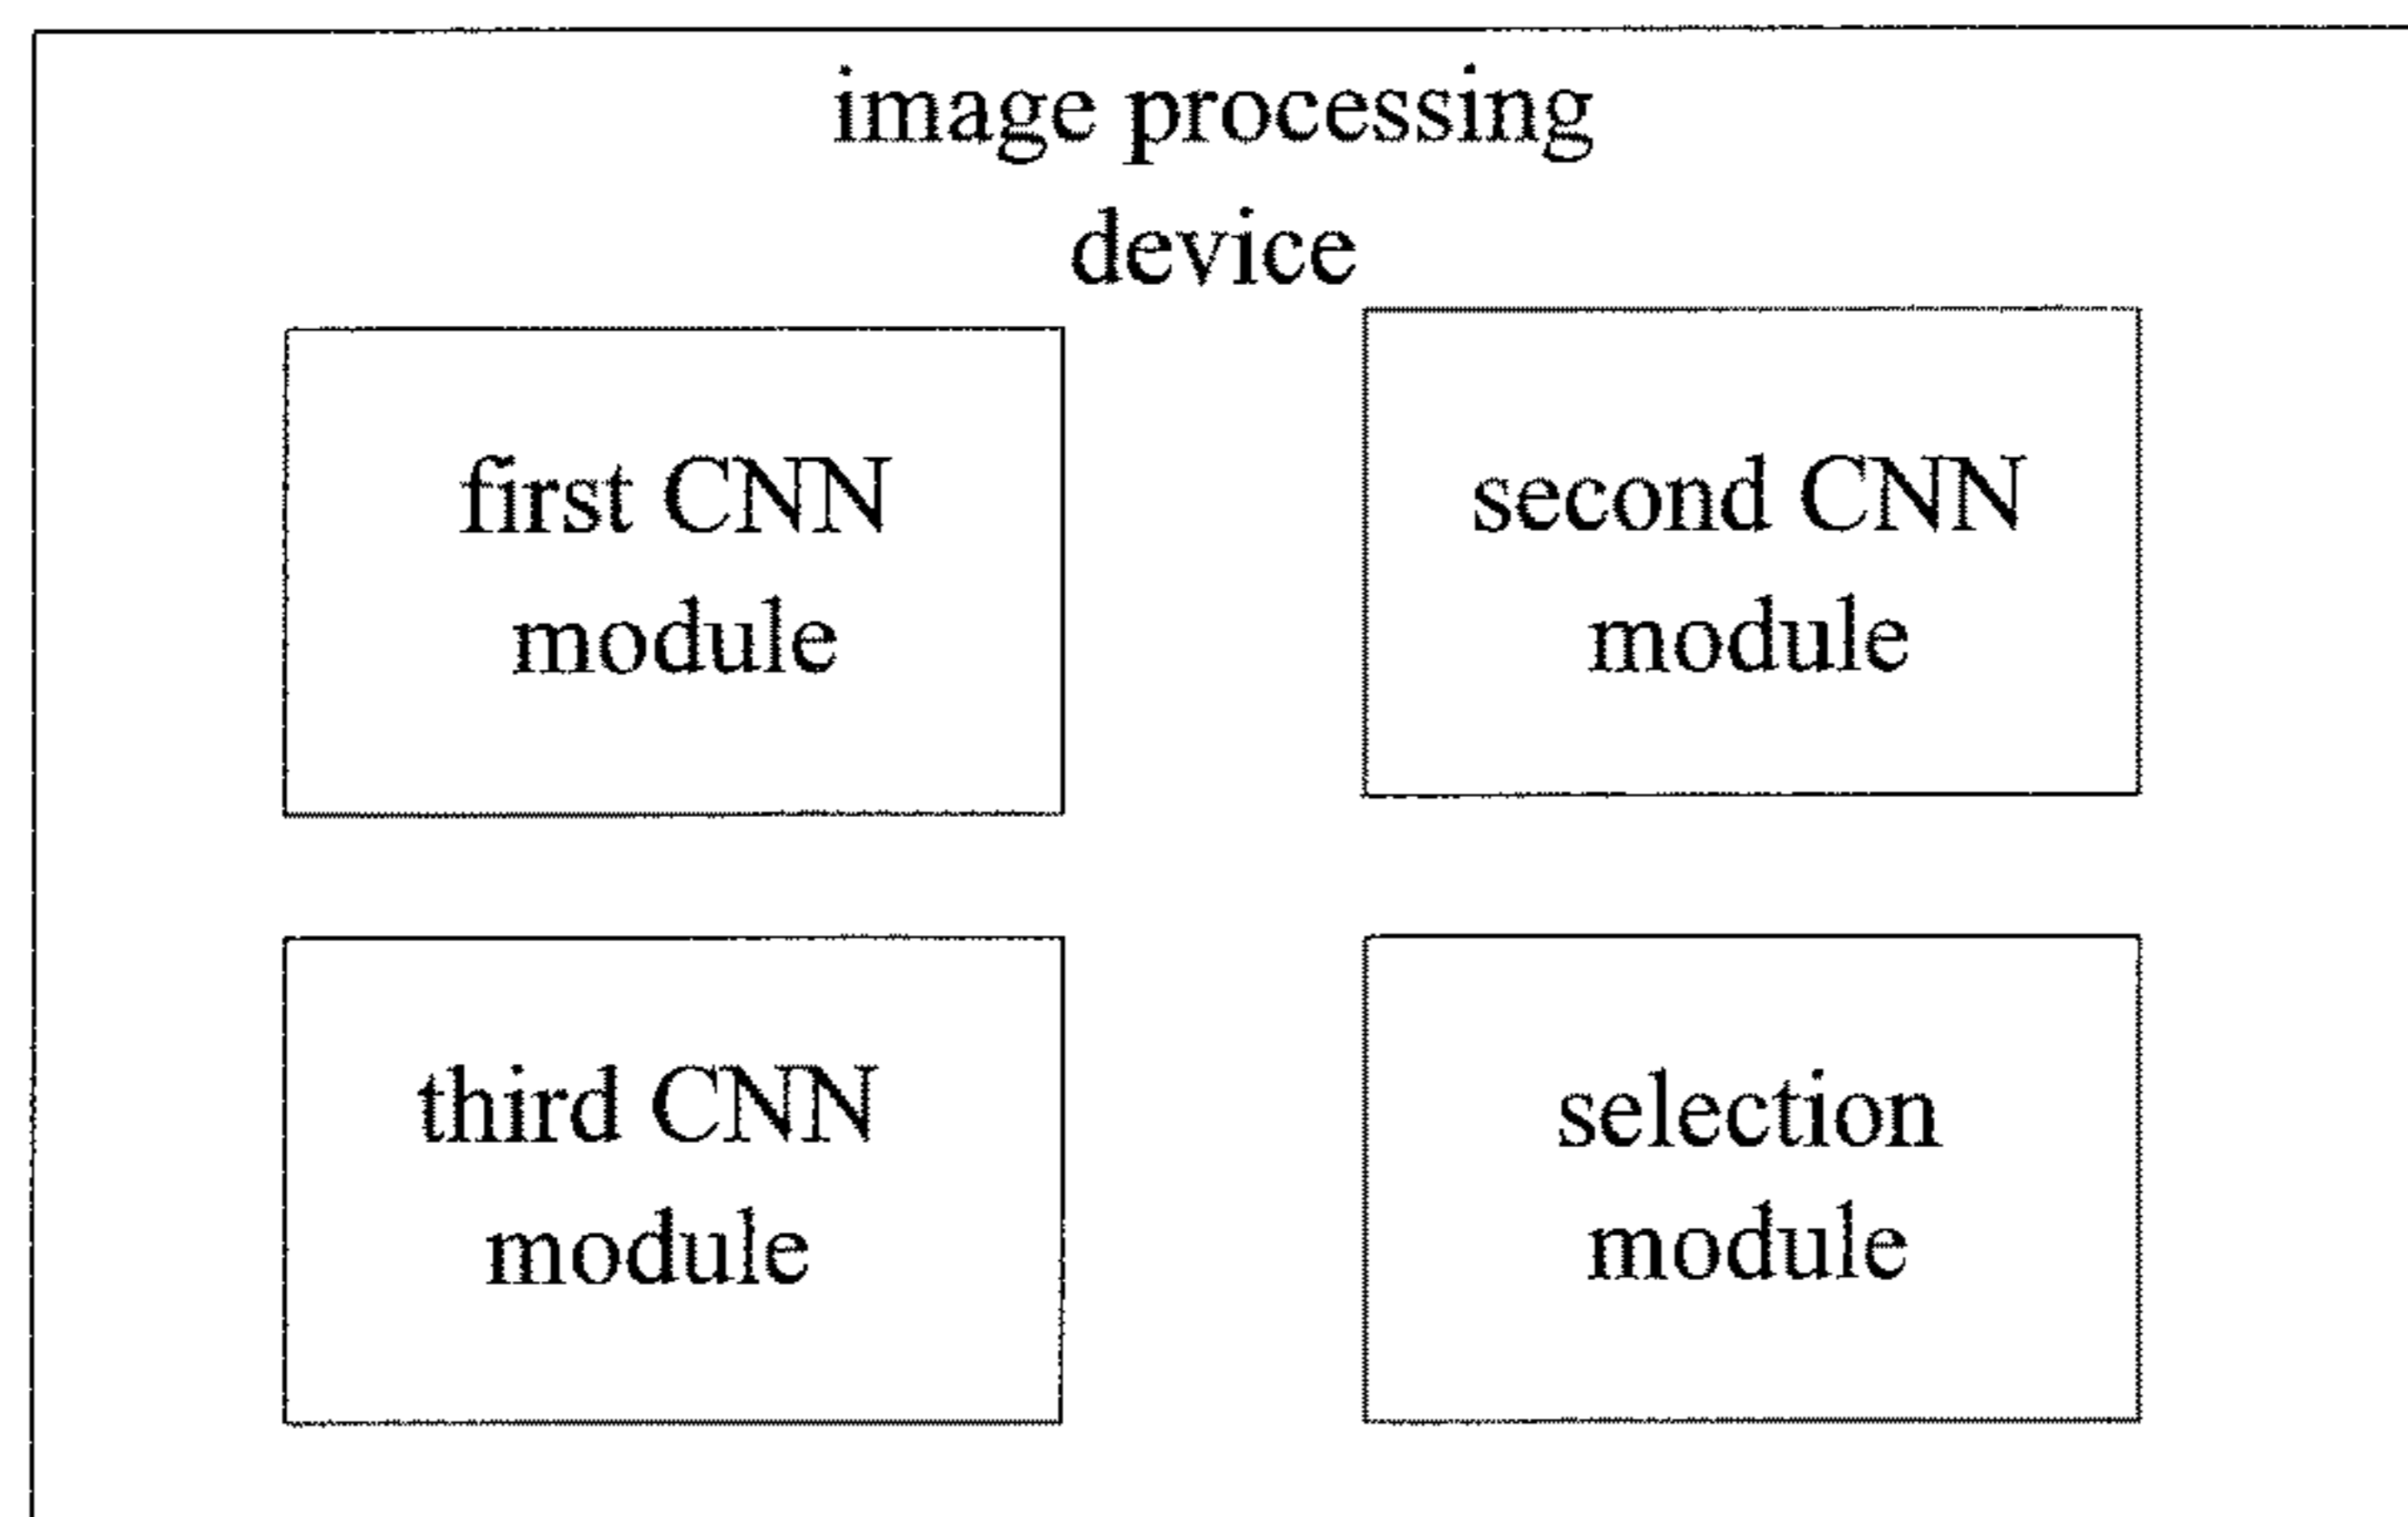 image processing
device
first CNN
module
second CNN
module
third CNN
module
selection
module